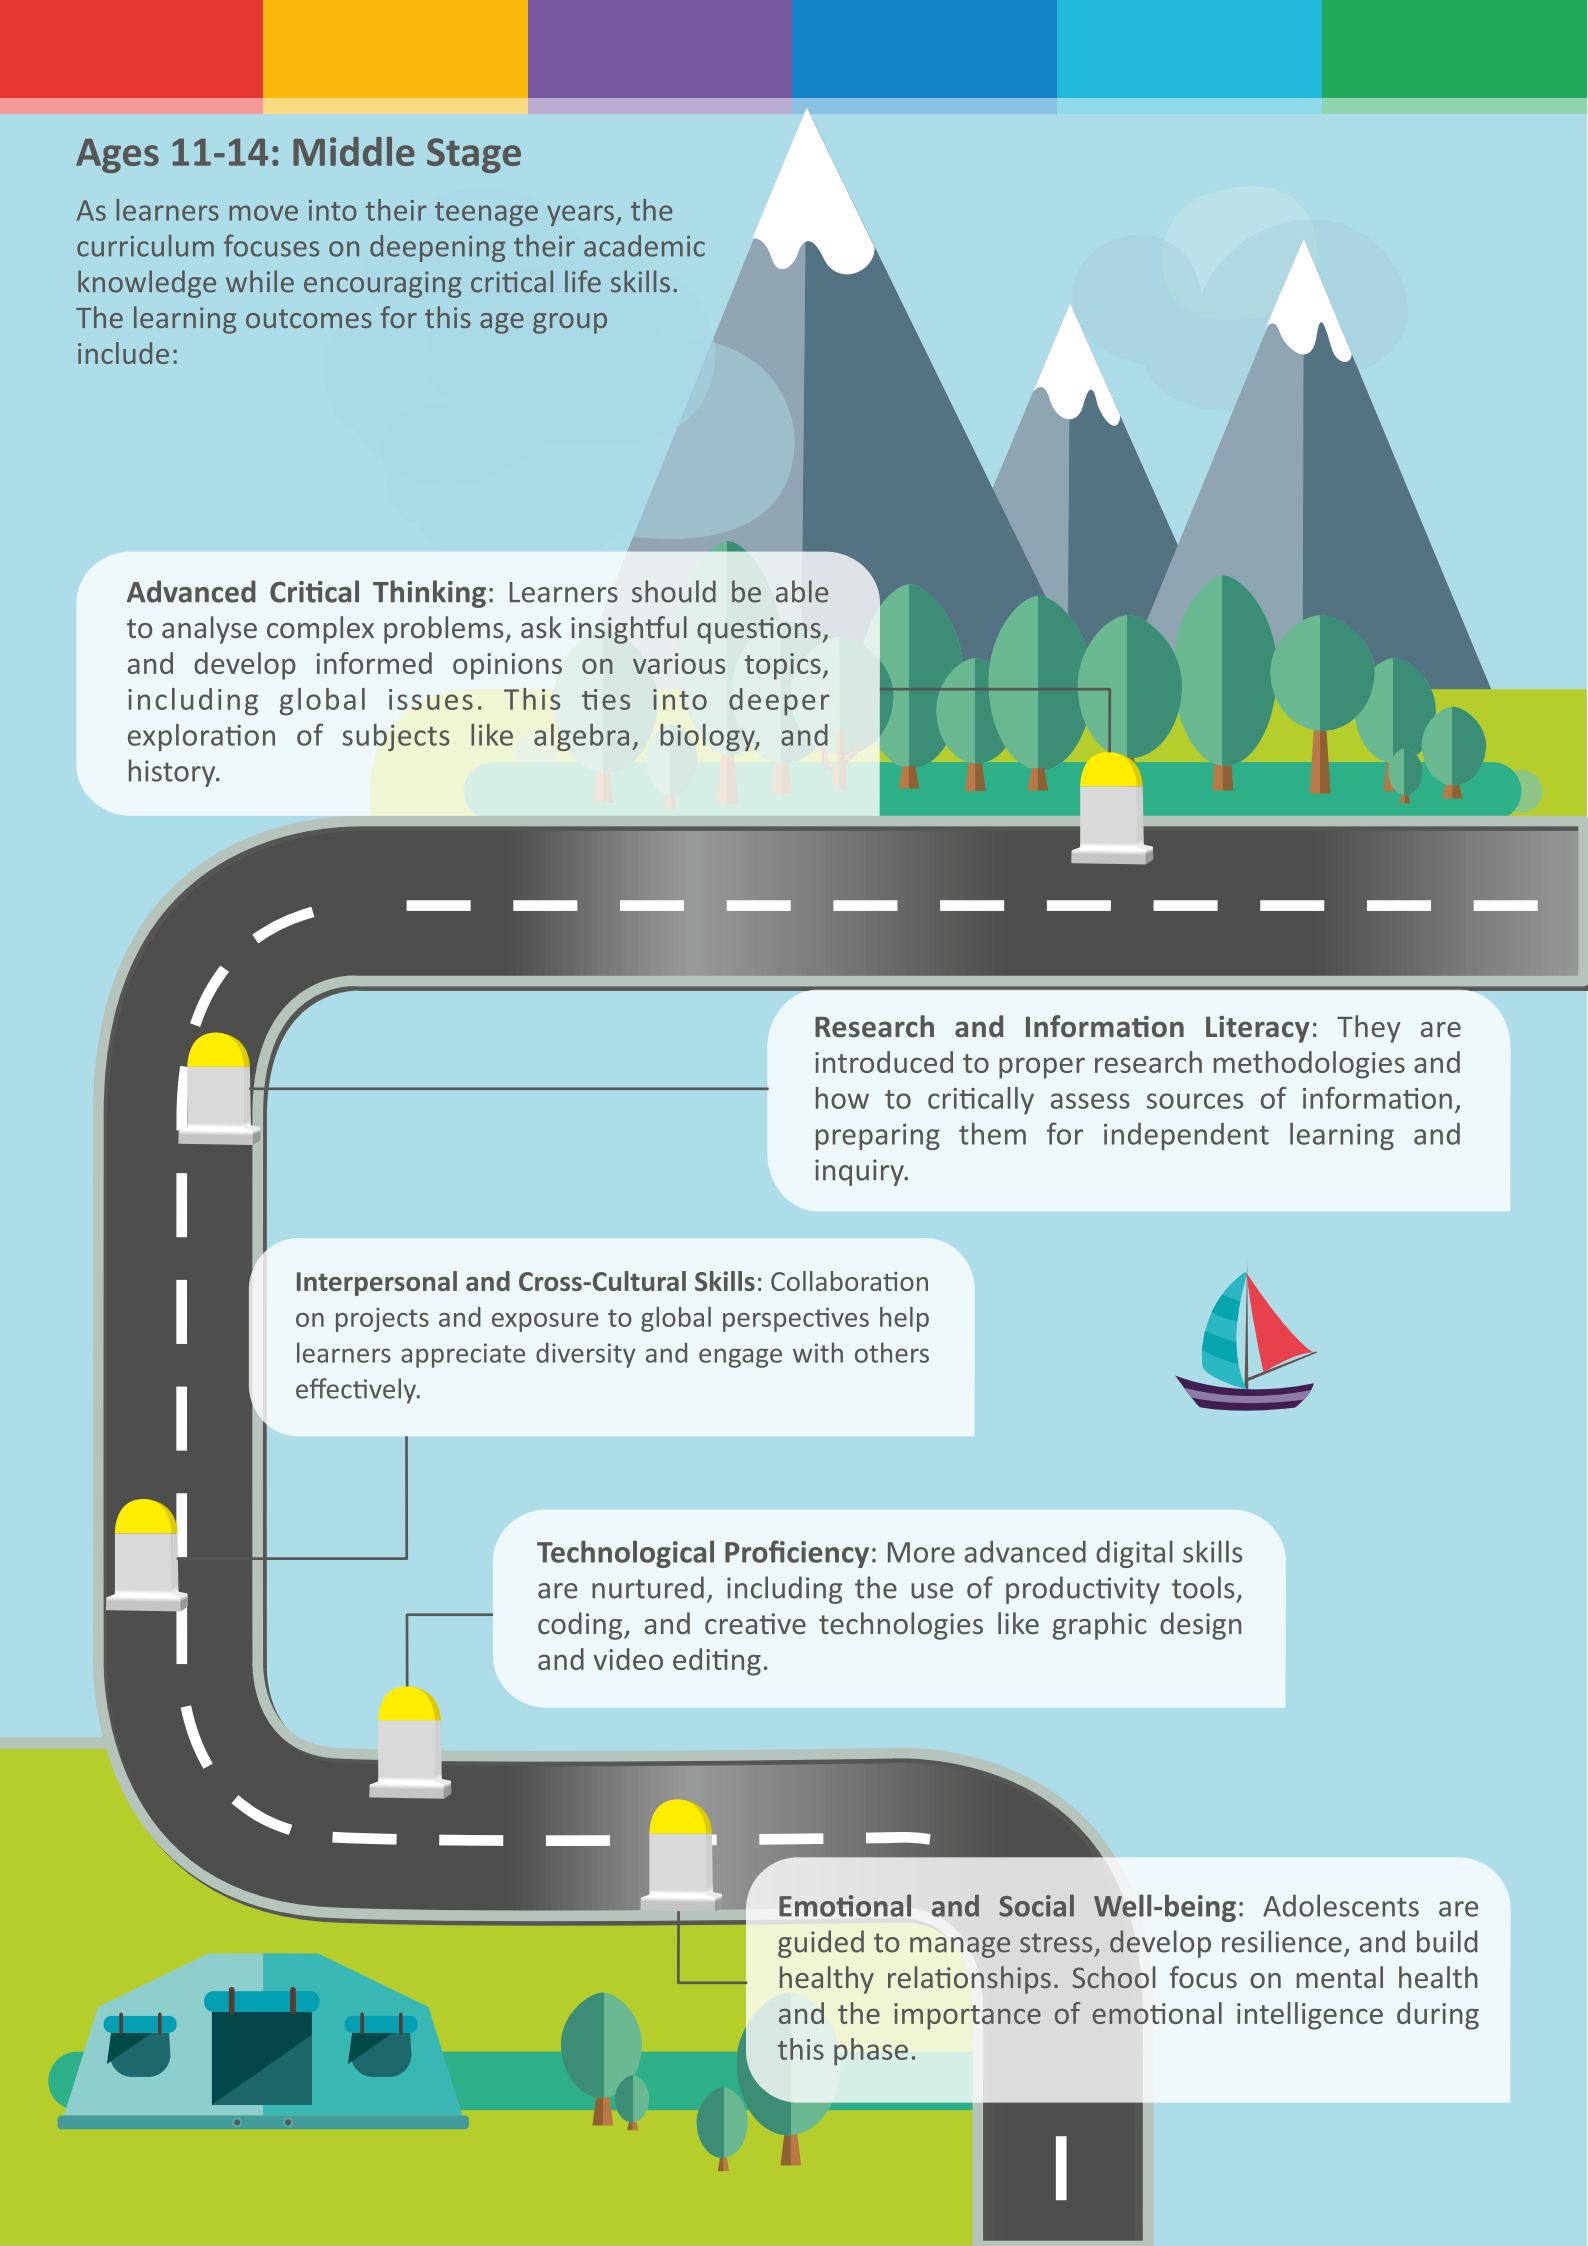 Ages 11-14: Middle Stage
As learners move into their teenage years, the
curriculum focuses on deepening their academic
knowledge while encouraging critical life skills.
The learning outcomes for this age group
include:
Advanced Critical Thinking: Learners should be able
to analyse complex problems, ask insightful questions,
and develop informed opinions on various topics,
including global issues. This ties into deeper
exploration of subjects like algebra, biology, and
history.
Research and Information Literacy: They are
introduced to proper research methodologies and
how to critically assess sources of information,
preparing them for independent learning and
inquiry.
Interpersonal and Cross-Cultural Skills: Collaboration
on projects and exposure to global perspectives help
learners appreciate diversity and engage with others
effectively.
Technological Proficiency: More advanced digital skills
are nurtured, including the use of productivity tools,
coding, and creative technologies like graphic design
and video editing.
Emotional and Social Well-being: Adolescents are
guided to manage stress, develop resilience, and build
healthy relationships. School focus on mental health
and the importance of emotional intelligence during
this phase.